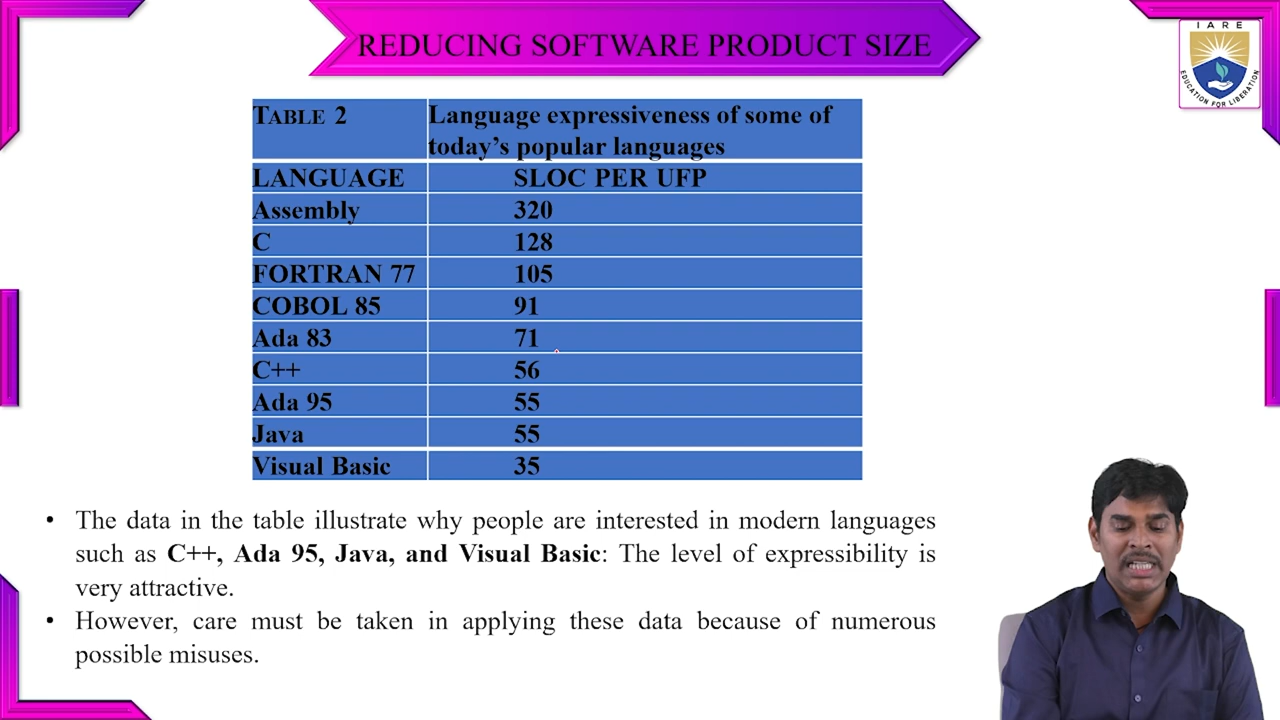 REDUCING SOFTWARE PRODUCT SIZE
IARE
EDUCATION FOR LIBERATION
TABLE 2 Language expressiveness of some of
today’s popular languages
LANGUAGE SLOC PER UFP
Assembly 320
C 128
FORTRAN 77 105
COBOL 85 91
Ada 83 71
C++ 56
Ada 95 55
Java 55
Visual Basic 35
• The data in the table illustrate why people are interested in modern languages
such as C++, Ada 95, Java, and Visual Basic: The level of expressibility is
very attractive.
• However, care must be taken in applying these data because of numerous
possible misuses.